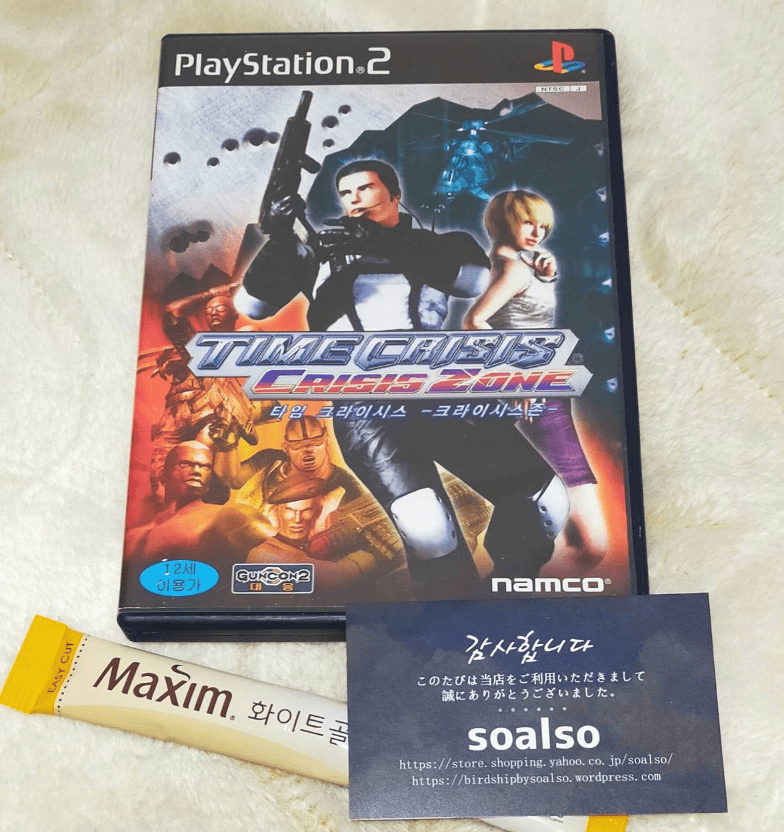 PlayStation®2
NTSC J
TIME CRISIS®
CRISIS ZONE
타임 크라이시스 -크라이시스존-
12세
이용가
GUNCON2
대응
namco®
EASY CUT
Maxim®
화이트골
감사합니다
このたびは当店をご利用いただきまして
誠にありがとうございました。
soalso
https://store.shopping.yahoo.co.jp/soalso/
https://birdshipbysoalso.wordpress.com